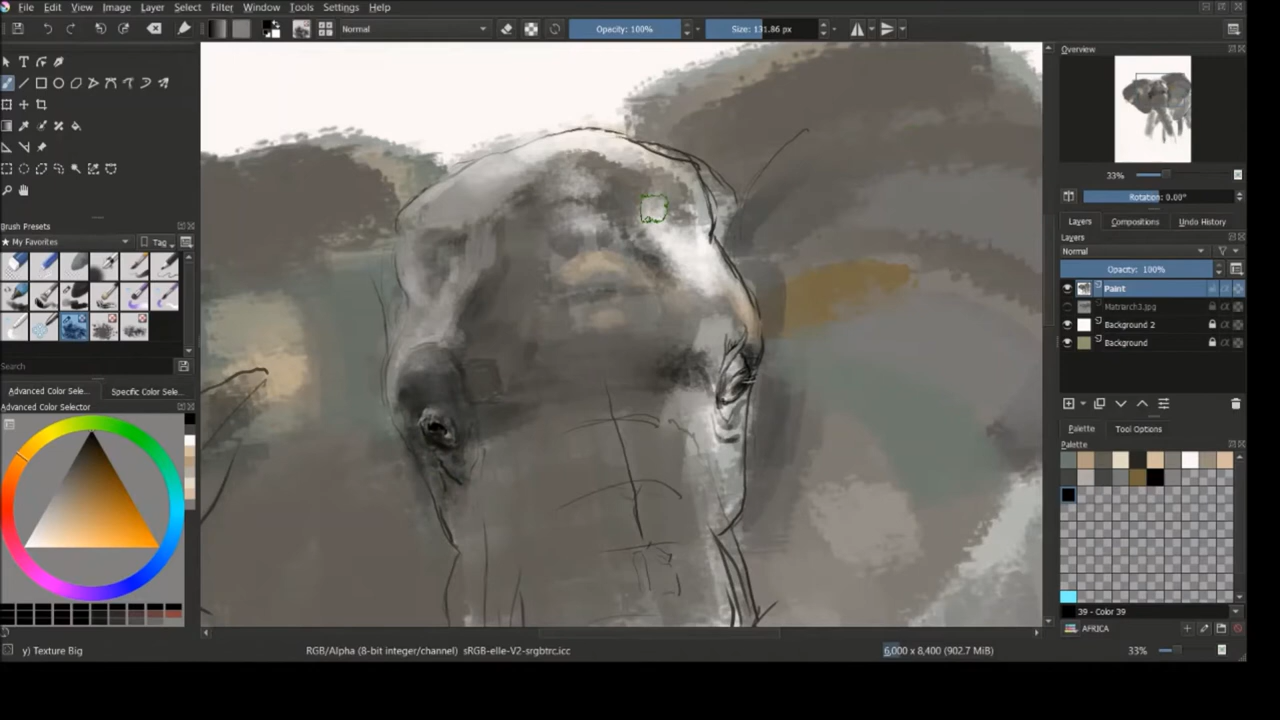 File Edit View Image Layer Select Filter Window Tools Settings Help
Normal
Opacity: 100%
Size: 131.86 px
Overview
33%
Rotation: 0.00°
Brush Presets
My Favorites
Tag
Search
Advanced Color Sele...
Specific Color Sele...
Advanced Color Selector
Layers
Compositions
Undo History
Layers
Normal
Opacity: 100%
Paint
Matriarch3.jpg
Background 2
Background
Palette
Tool Options
Palette
39 - Color 39
AFRICA
y) Texture Big
RGB/Alpha (8-bit integer/channel) sRGB-elle-V2-srgbtrc.icc
6,000 x 8,400 (902.7 MiB)
33%